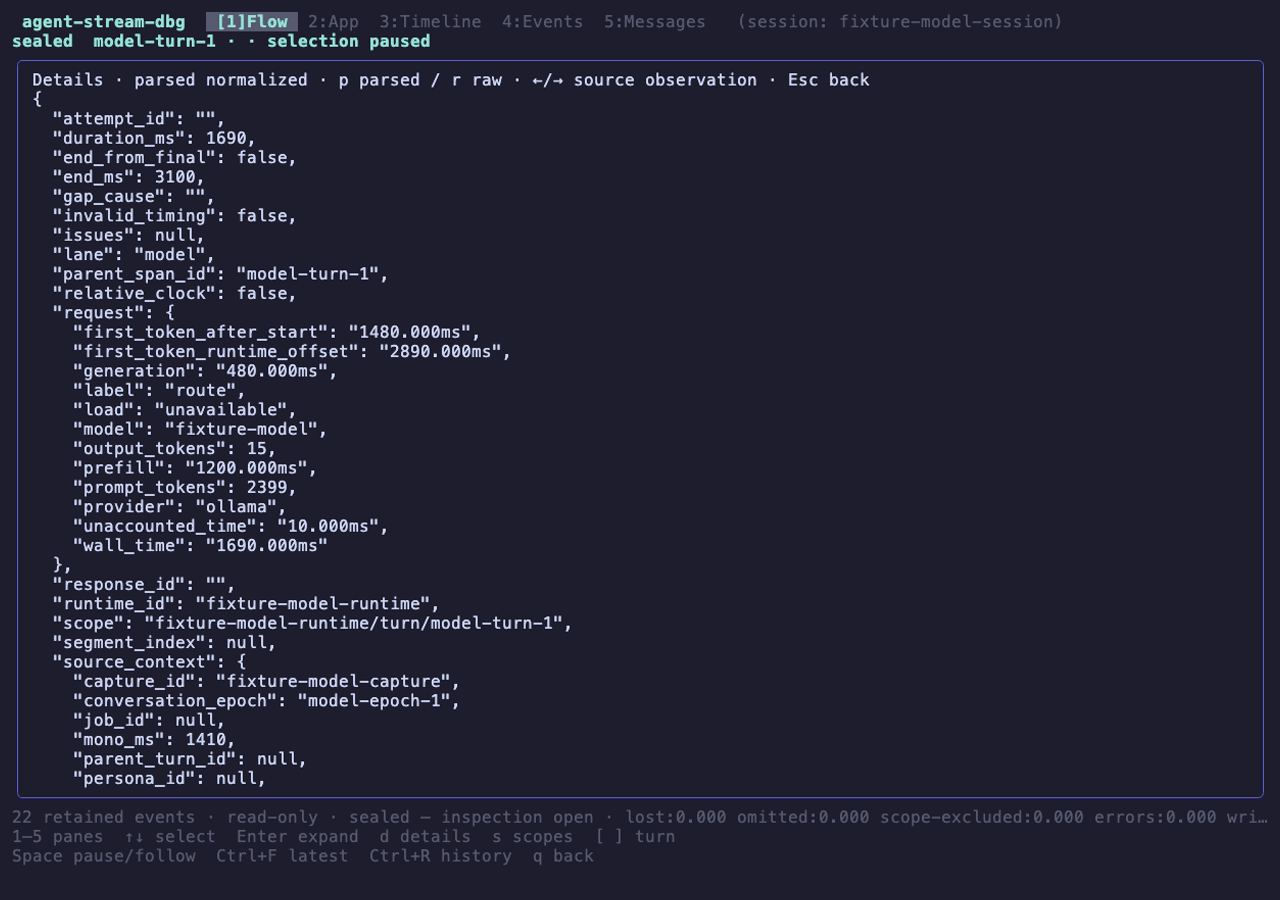 agent-stream-dbg  [1]Flow  2:App  3:Timeline  4:Events  5:Messages   (session: fixture-model-session)
sealed  model-turn-1 · · selection paused
Details · parsed normalized · p parsed / r raw · ←/→ source observation · Esc back
{
  "attempt_id": "",
  "duration_ms": 1690,
  "end_from_final": false,
  "end_ms": 3100,
  "gap_cause": "",
  "invalid_timing": false,
  "issues": null,
  "lane": "model",
  "parent_span_id": "model-turn-1",
  "relative_clock": false,
  "request": {
    "first_token_after_start": "1480.000ms",
    "first_token_runtime_offset": "2890.000ms",
    "generation": "480.000ms",
    "label": "route",
    "load": "unavailable",
    "model": "fixture-model",
    "output_tokens": 15,
    "prefill": "1200.000ms",
    "prompt_tokens": 2399,
    "provider": "ollama",
    "unaccounted_time": "10.000ms",
    "wall_time": "1690.000ms"
  },
  "response_id": "",
  "runtime_id": "fixture-model-runtime",
  "scope": "fixture-model-runtime/turn/model-turn-1",
  "segment_index": null,
  "source_context": {
    "capture_id": "fixture-model-capture",
    "conversation_epoch": "model-epoch-1",
    "job_id": null,
    "mono_ms": 1410,
    "parent_turn_id": null,
    "persona_id": null,
22 retained events · read-only · sealed — inspection open · lost:0.000 omitted:0.000 scope-excluded:0.000 errors:0.000 wri…
1–5 panes  ↑↓ select  Enter expand  d details  s scopes  [ ] turn
Space pause/follow  Ctrl+F latest  Ctrl+R history  q back